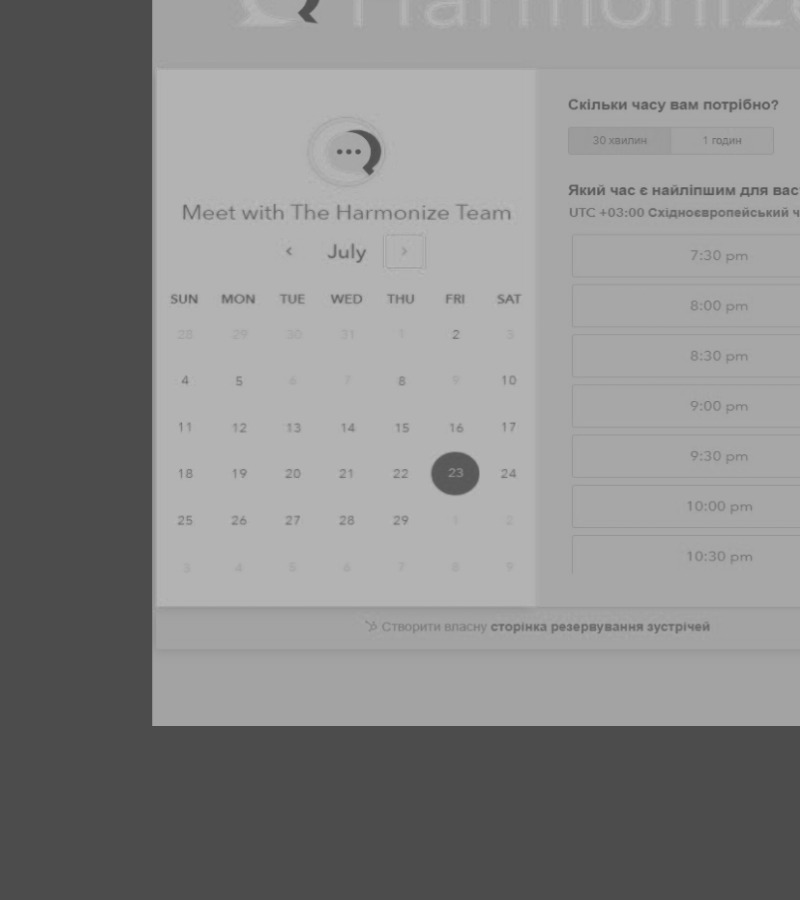 Harmonize
Meet with The Harmonize Team
‹ July ›
SUN MON TUE WED THU FRI SAT
28 29 30 31 1 2 3
4 5 6 7 8 9 10
11 12 13 14 15 16 17
18 19 20 21 22 23 24
25 26 27 28 29 1 2
3 4 5 6 7 8 9
Скільки часу вам потрібно?
30 хвилин 1 годин
Який час є найліпшим для вас
UTC +03:00 Східноєвропейський ч
7:30 pm
8:00 pm
8:30 pm
9:00 pm
9:30 pm
10:00 pm
10:30 pm
Створити власну сторінка резервування зустрічей